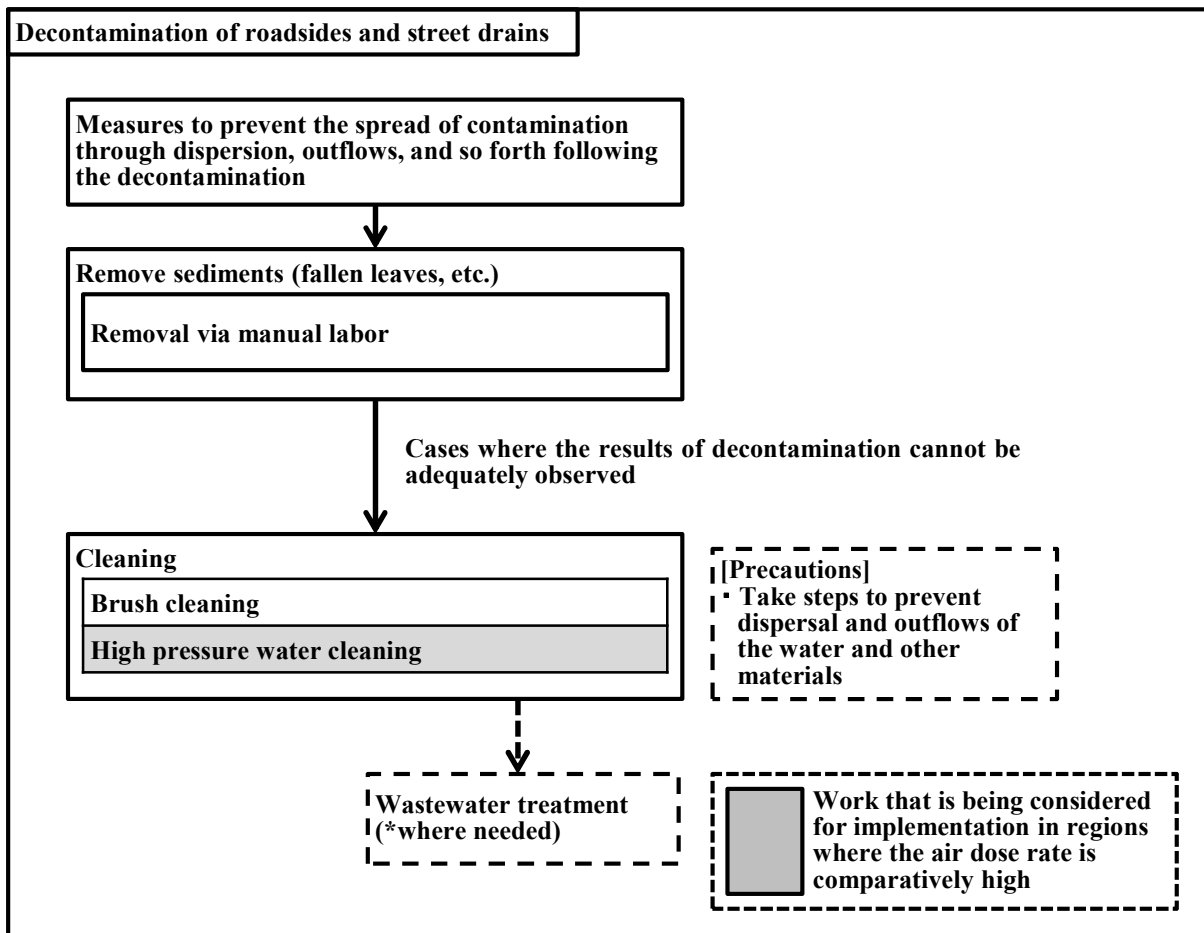 Decontamination of roadsides and street drains
Measures to prevent the spread of contamination
through dispersion, outflows, and so forth following
the decontamination
Remove sediments (fallen leaves, etc.)
Removal via manual labor
Cases where the results of decontamination cannot be
adequately observed
Cleaning
Brush cleaning
High pressure water cleaning
[Precautions]
・Take steps to prevent
dispersal and outflows of
the water and other
materials
Wastewater treatment
(*where needed)
Work that is being considered
for implementation in regions
where the air dose rate is
comparatively high